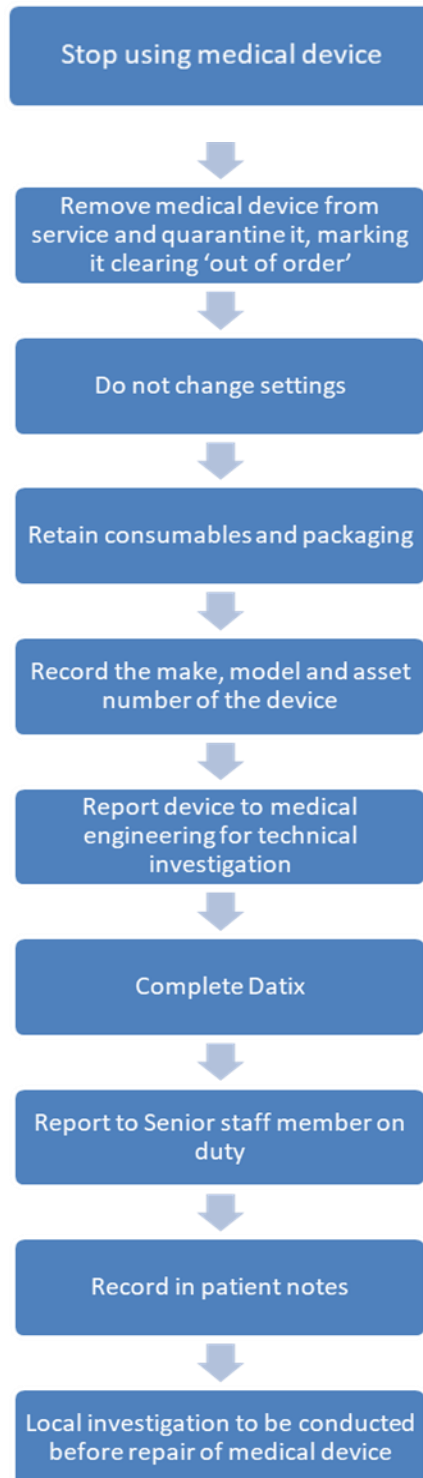 Stop using medical device
Remove medical device from
service and quarantine it, marking
it clearing ‘out of order’
Do not change settings
Retain consumables and packaging
Record the make, model and asset
number of the device
Report device to medical
engineering for technical
investigation
Complete Datix
Report to Senior staff member on
duty
Record in patient notes
Local investigation to be conducted
before repair of medical device